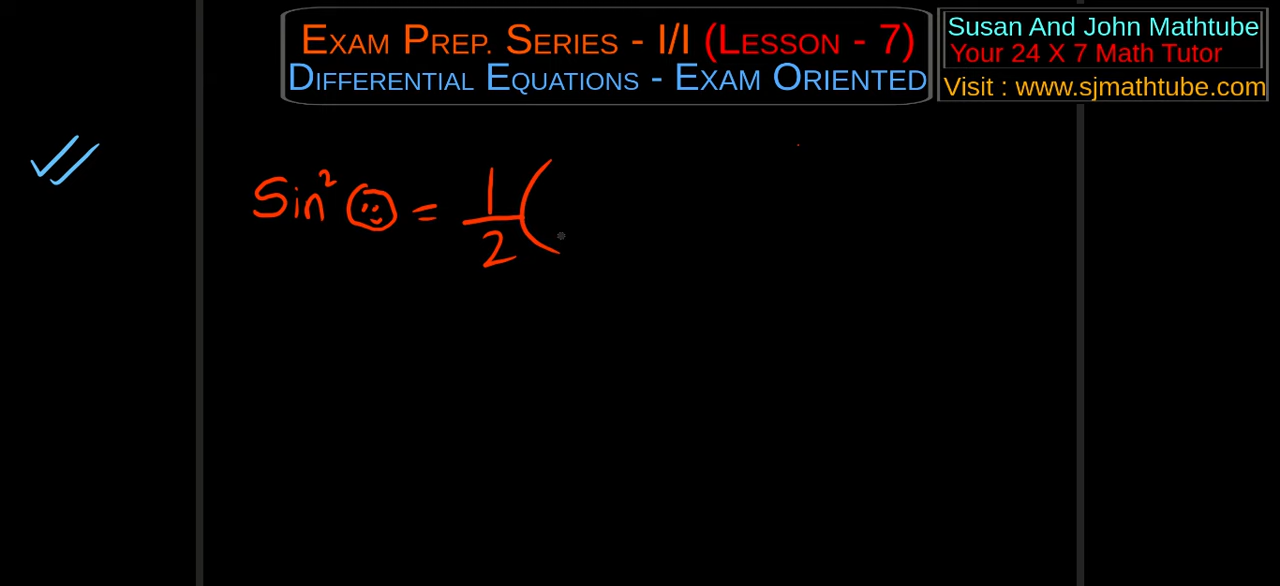 Exam Prep. Series - I/I (Lesson - 7)
Differential Equations - Exam Oriented
Susan And John Mathtube
Your 24 X 7 Math Tutor
Visit : www.sjmathtube.com
Sin² ☺ = 1/2 (